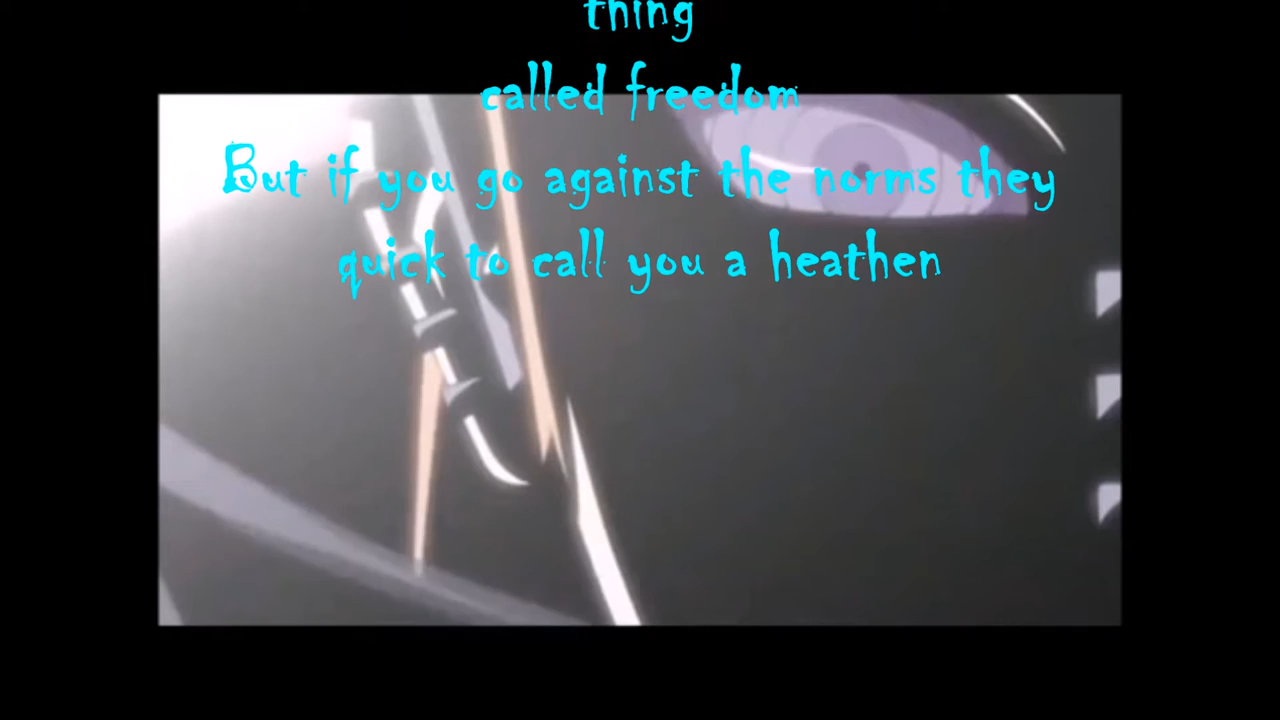 thing
called freedom
But if you go against the norms they
quick to call you a heathen